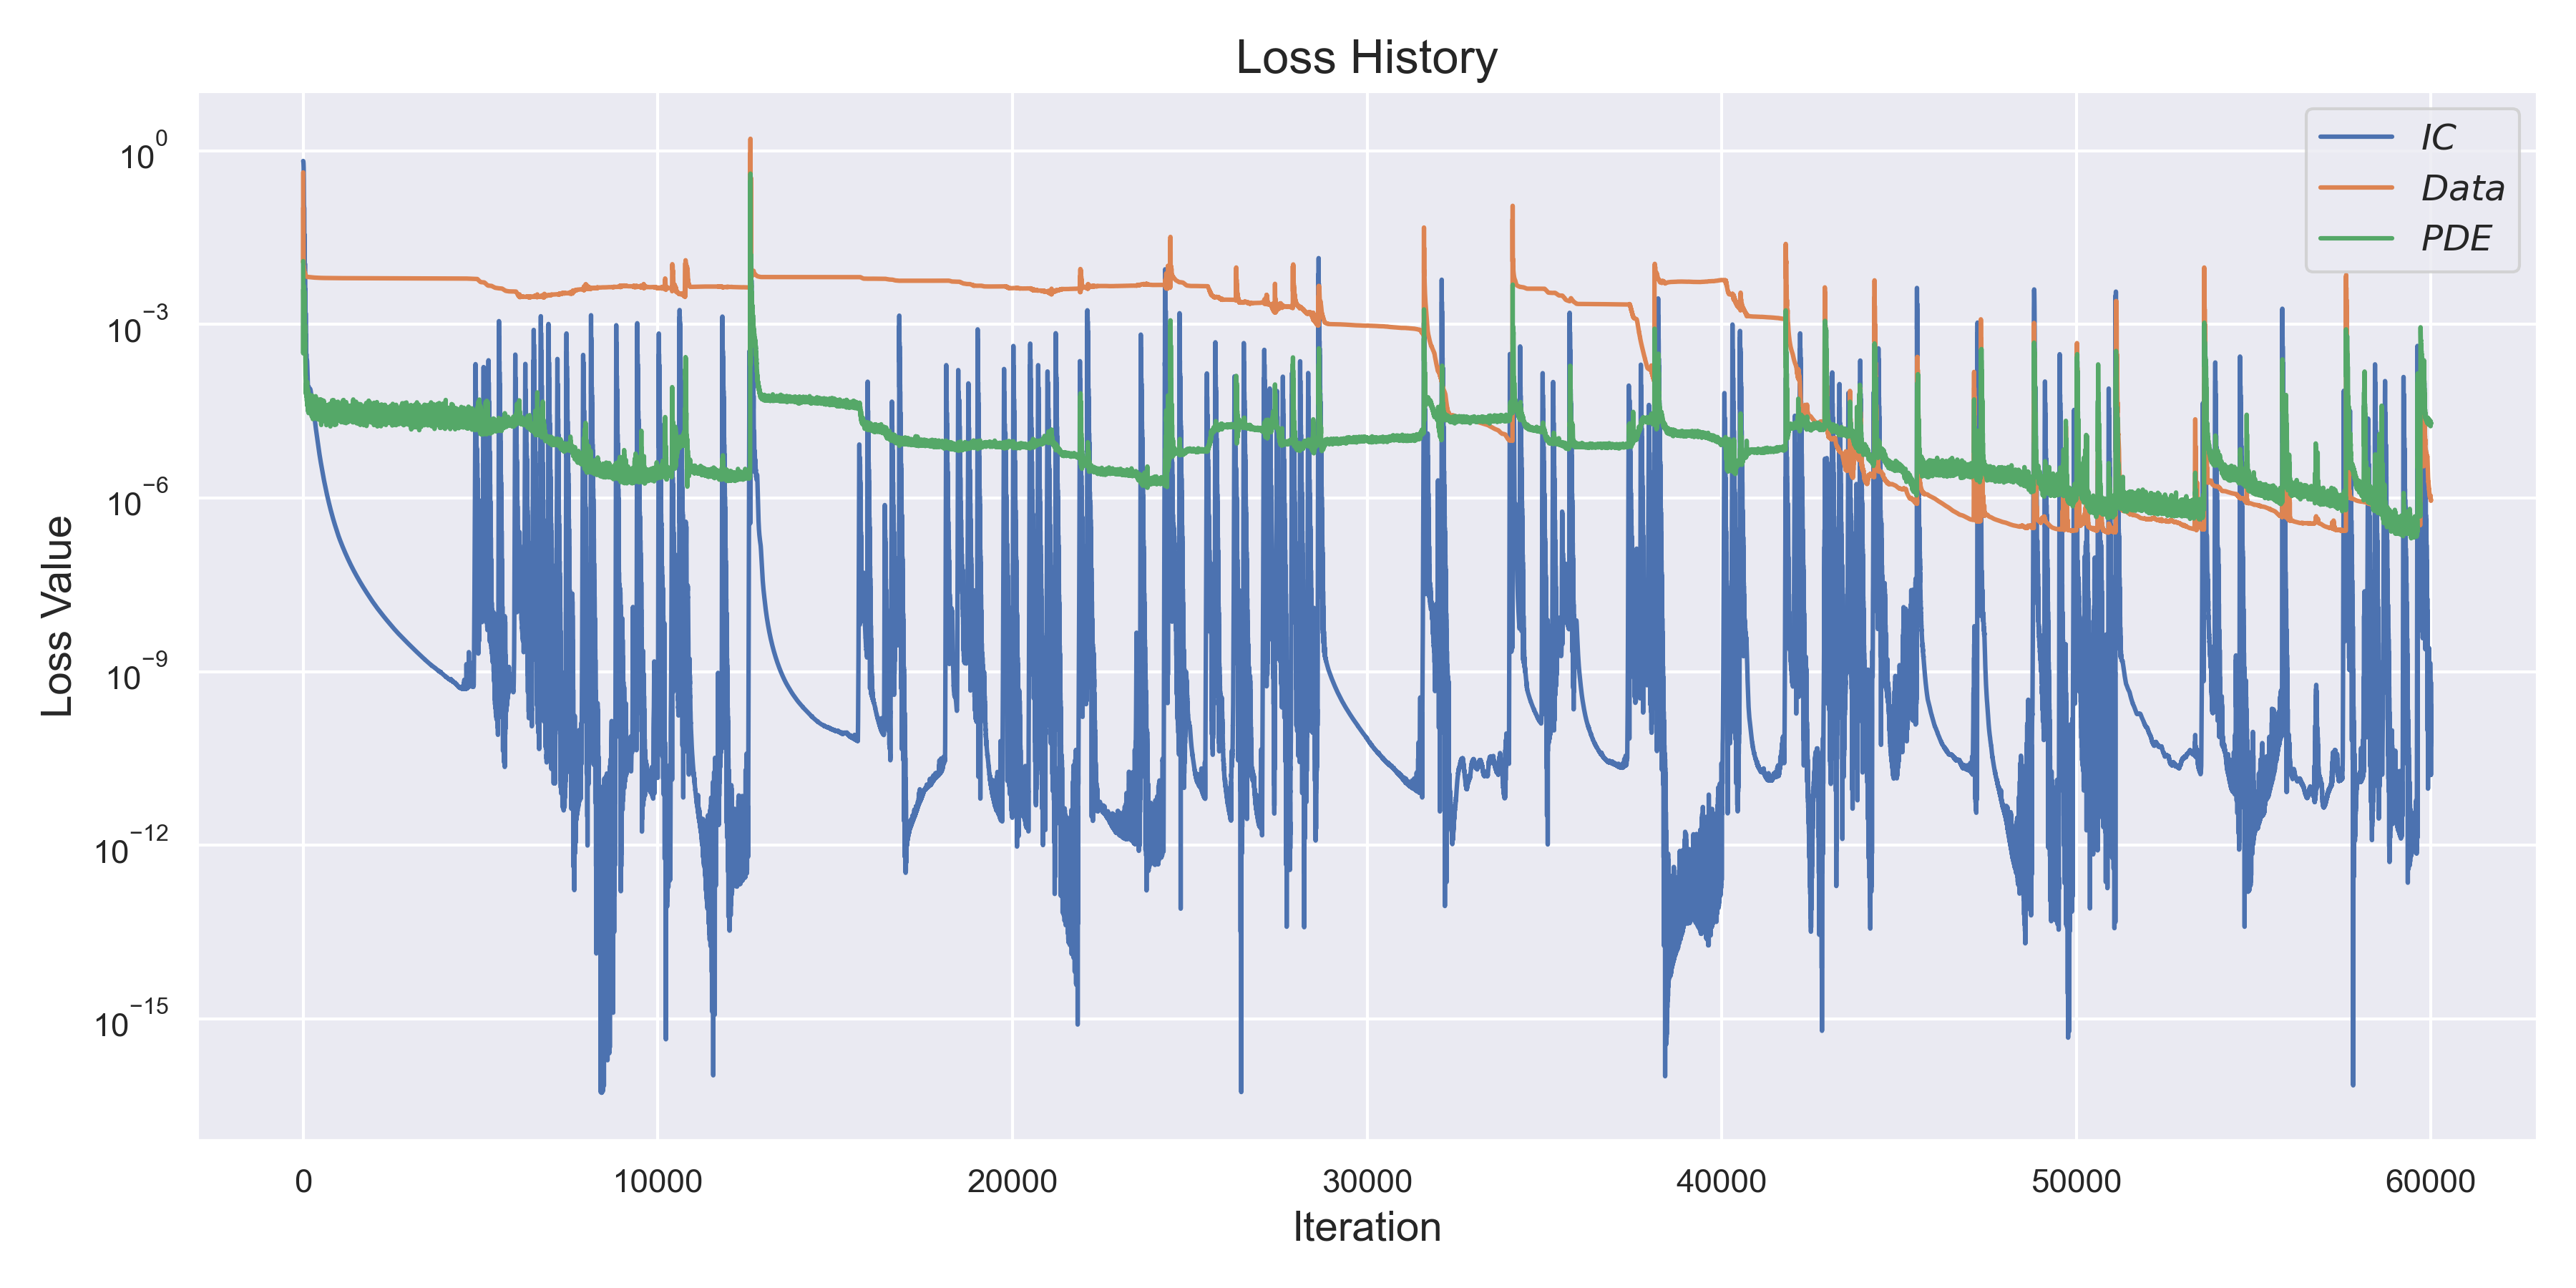 Loss History
IC
Data
PDE
Loss Value
10^0
10^−3
10^−6
10^−9
10^−12
10^−15
0 10000 20000 30000 40000 50000 60000
Iteration